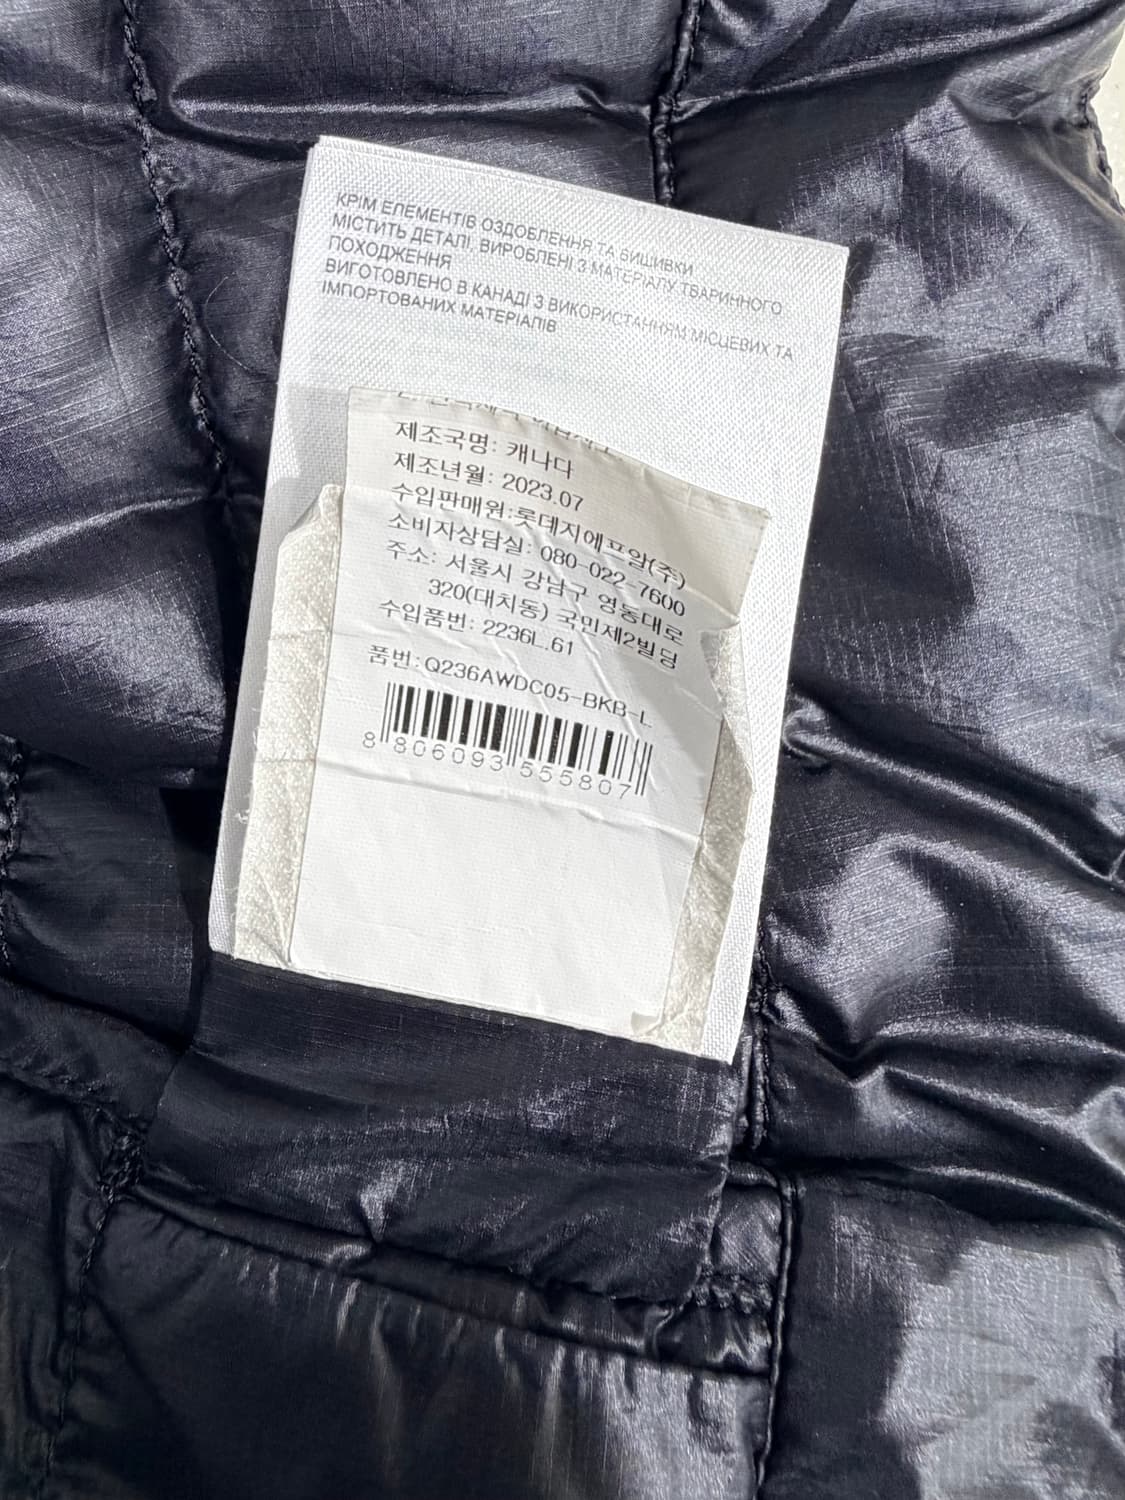 КРІМ ЕЛЕМЕНТІВ ОЗДОБЛЕННЯ ТА ВИШИВКИ
МІСТИТЬ ДЕТАЛІ, ВИРОБЛЕНІ З МАТЕРІАЛУ ТВАРИННОГО
ПОХОДЖЕННЯ
ВИГОТОВЛЕНО В КАНАДІ З ВИКОРИСТАННЯМ МІСЦЕВИХ ТА
ІМПОРТОВАНИХ МАТЕРІАЛІВ
제조국명: 캐나다
제조년월: 2023.07
수입판매원:롯데지에프알(주)
소비자상담실: 080-022-7600
주소: 서울시 강남구 영동대로
320(대치동) 국민제2빌딩
수입품번: 2236L.61
품번:Q236AWDC05-BKB-L
8 806093 555807